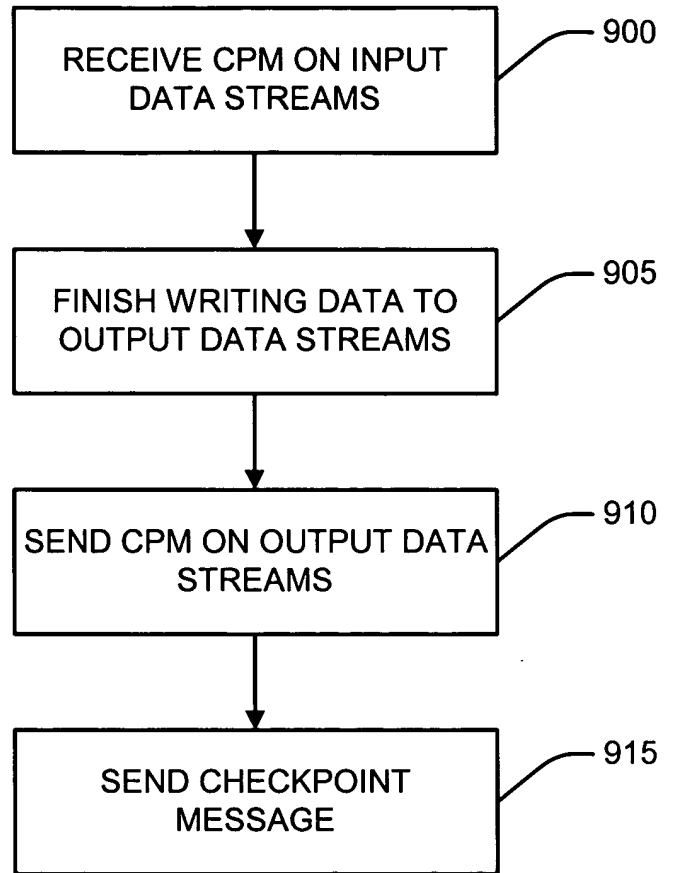 900
RECEIVE CPM ON INPUT
DATA STREAMS
905
FINISH WRITING DATA TO
OUTPUT DATA STREAMS
910
SEND CPM ON OUTPUT DATA
STREAMS
915
SEND CHECKPOINT
MESSAGE